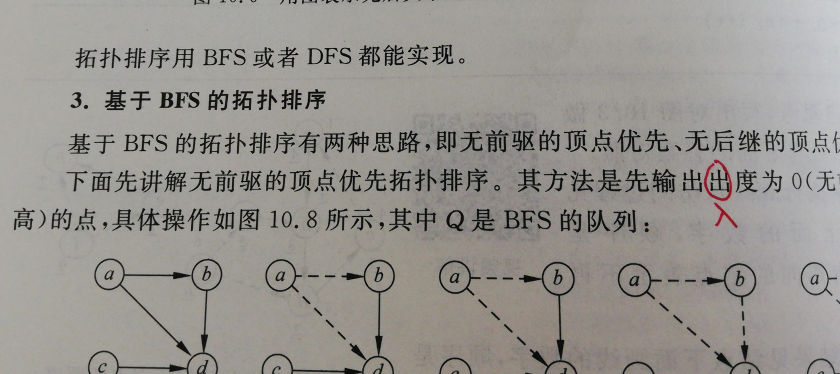 拓扑排序用 BFS 或者 DFS 都能实现。
3. 基于 BFS 的拓扑排序
基于 BFS 的拓扑排序有两种思路,即无前驱的顶点优先、无后继的顶点
下面先讲解无前驱的顶点优先拓扑排序。其方法是先输出出度为 0(无
入
高)的点,具体操作如图 10.8 所示,其中 Q 是 BFS 的队列:
a b a b a b a b a
c d c d